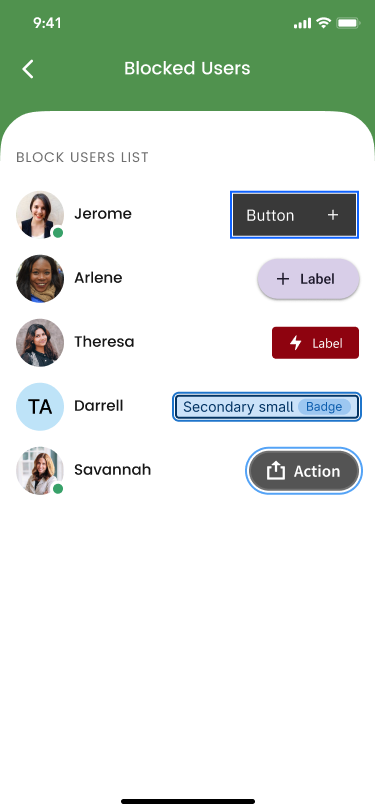 9:41
Blocked Users
BLOCK USERS LIST
Jerome
Button
Arlene
Label
Theresa
Label
TA
Darrell
Secondary small Badge
Savannah
Action